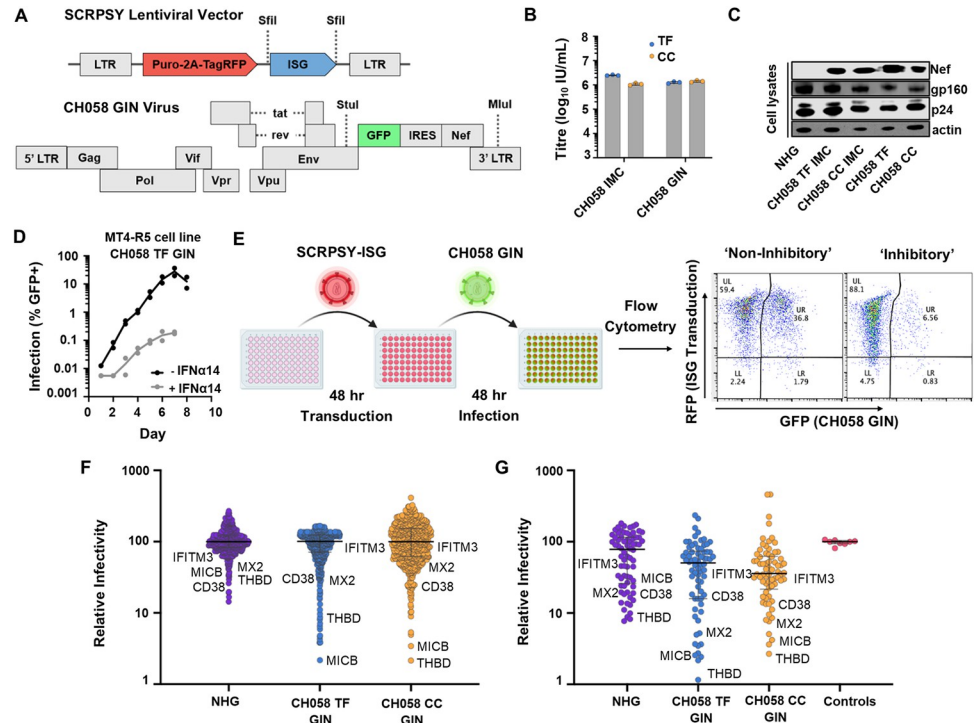 A
SCRPSY Lentiviral Vector
SfiI SfiI
LTR Puro-2A-TagRFP ISG LTR
CH058 GIN Virus
tat StuI MluI
rev GFP IRES Nef
5' LTR Gag Vif Env 3' LTR
Pol Vpr Vpu
B
TF
CC
Titre (log10 IU/mL)
8
7
6
5
4
3
CH058 IMC CH058 GIN
C
Cell lysates
Nef
gp160
p24
actin
NHG
CH058 TF IMC
CH058 CC IMC
CH058 TF
CH058 CC
D
MT4-R5 cell line
CH058 TF GIN
Infection (% GFP+)
100
10
1
0.1
0.01
0.001
- IFNα14
+ IFNα14
0 2 4 6 8 10
Day
E
SCRPSY-ISG CH058 GIN
48 hr
Transduction
48 hr
Infection
Flow
Cytometry
'Non-Inhibitory' 'Inhibitory'
RFP (ISG Transduction)
UL
59.4
UR
36.8
LL
2.24
LR
1.79
UL
88.1
UR
6.56
LL
4.75
LR
0.83
GFP (CH058 GIN)
F
Relative Infectivity
1000
100
10
1
IFITM3
MICB
CD38
MX2
THBD
IFITM3
CD38
MX2
THBD
MICB
IFITM3
MX2
CD38
MICB
THBD
NHG CH058 TF GIN CH058 CC GIN
G
Relative Infectivity
1000
100
10
1
IFITM3
MX2
MICB
CD38
THBD
IFITM3
CD38
MX2
MICB
THBD
IFITM3
CD38
MX2
MICB
THBD
NHG CH058 TF GIN CH058 CC GIN Controls